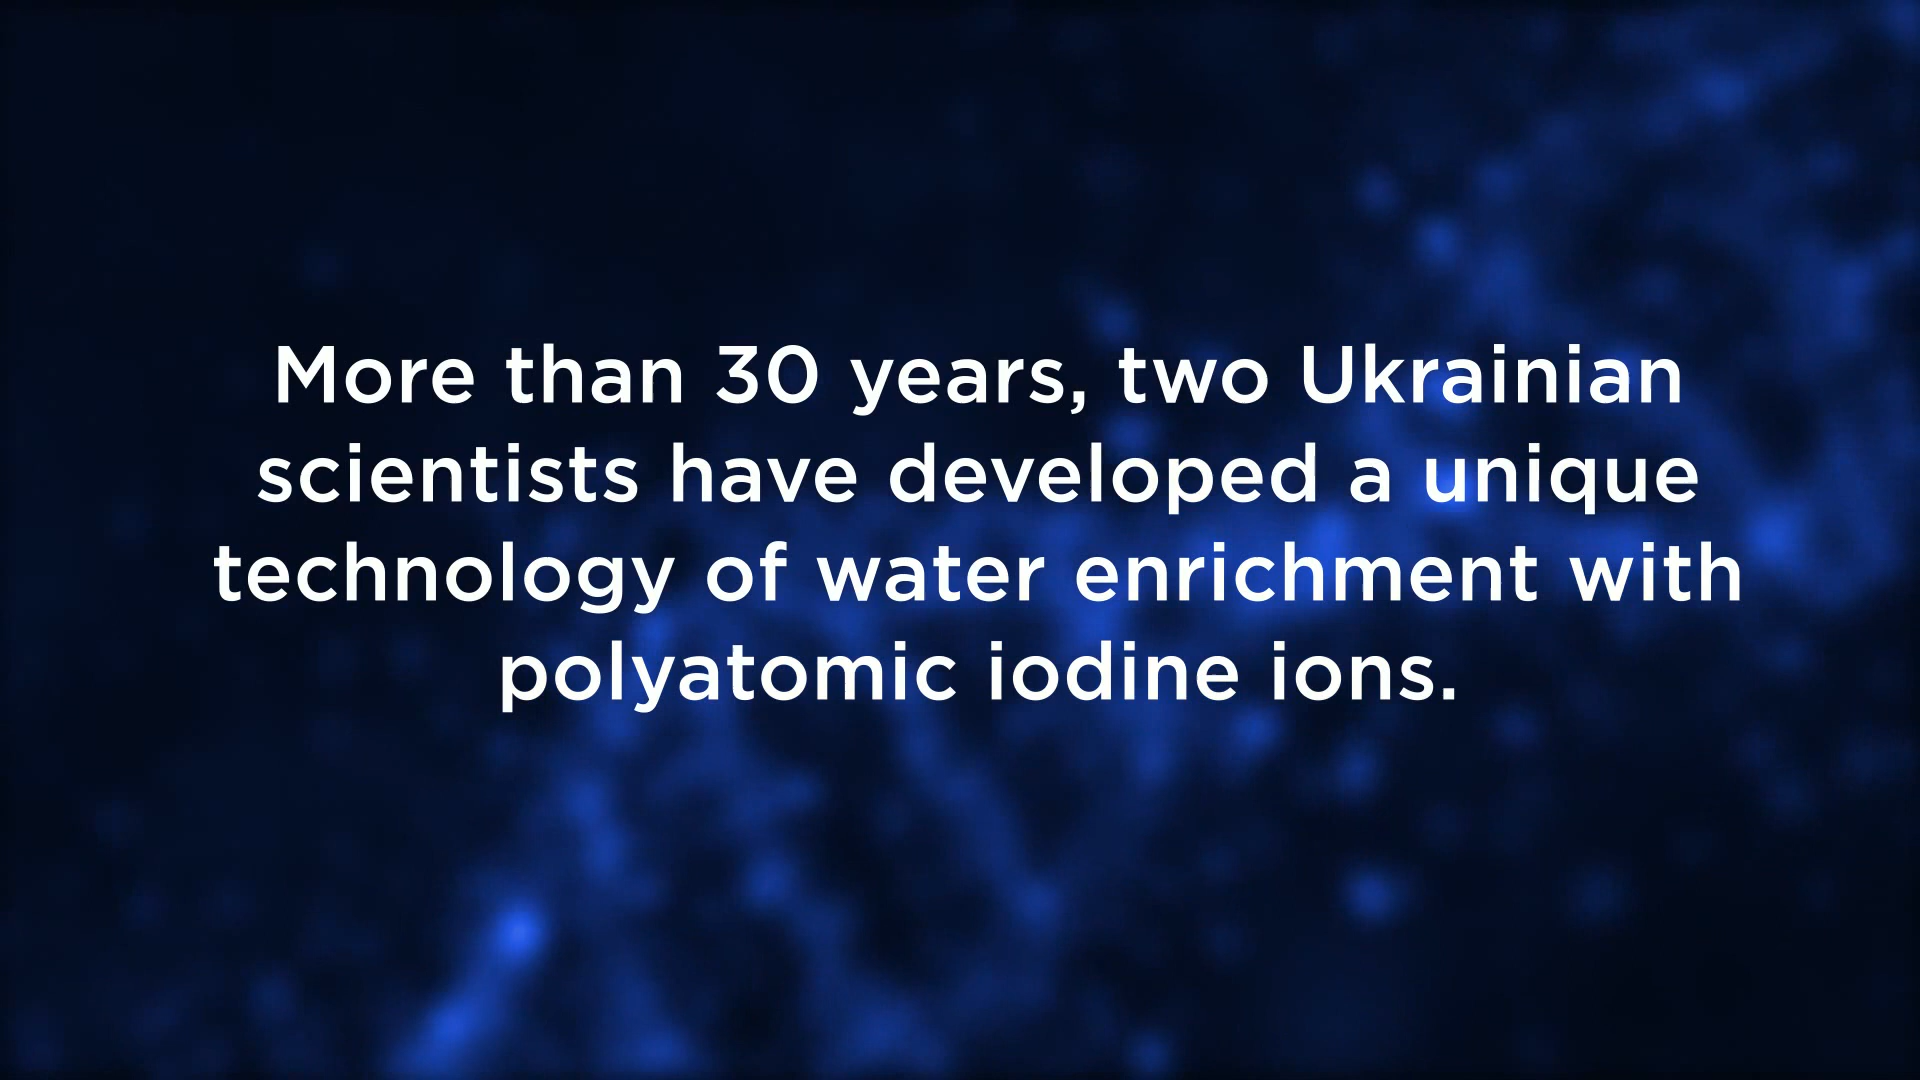 More than 30 years, two Ukrainian
scientists have developed a unique
technology of water enrichment with
polyatomic iodine ions.